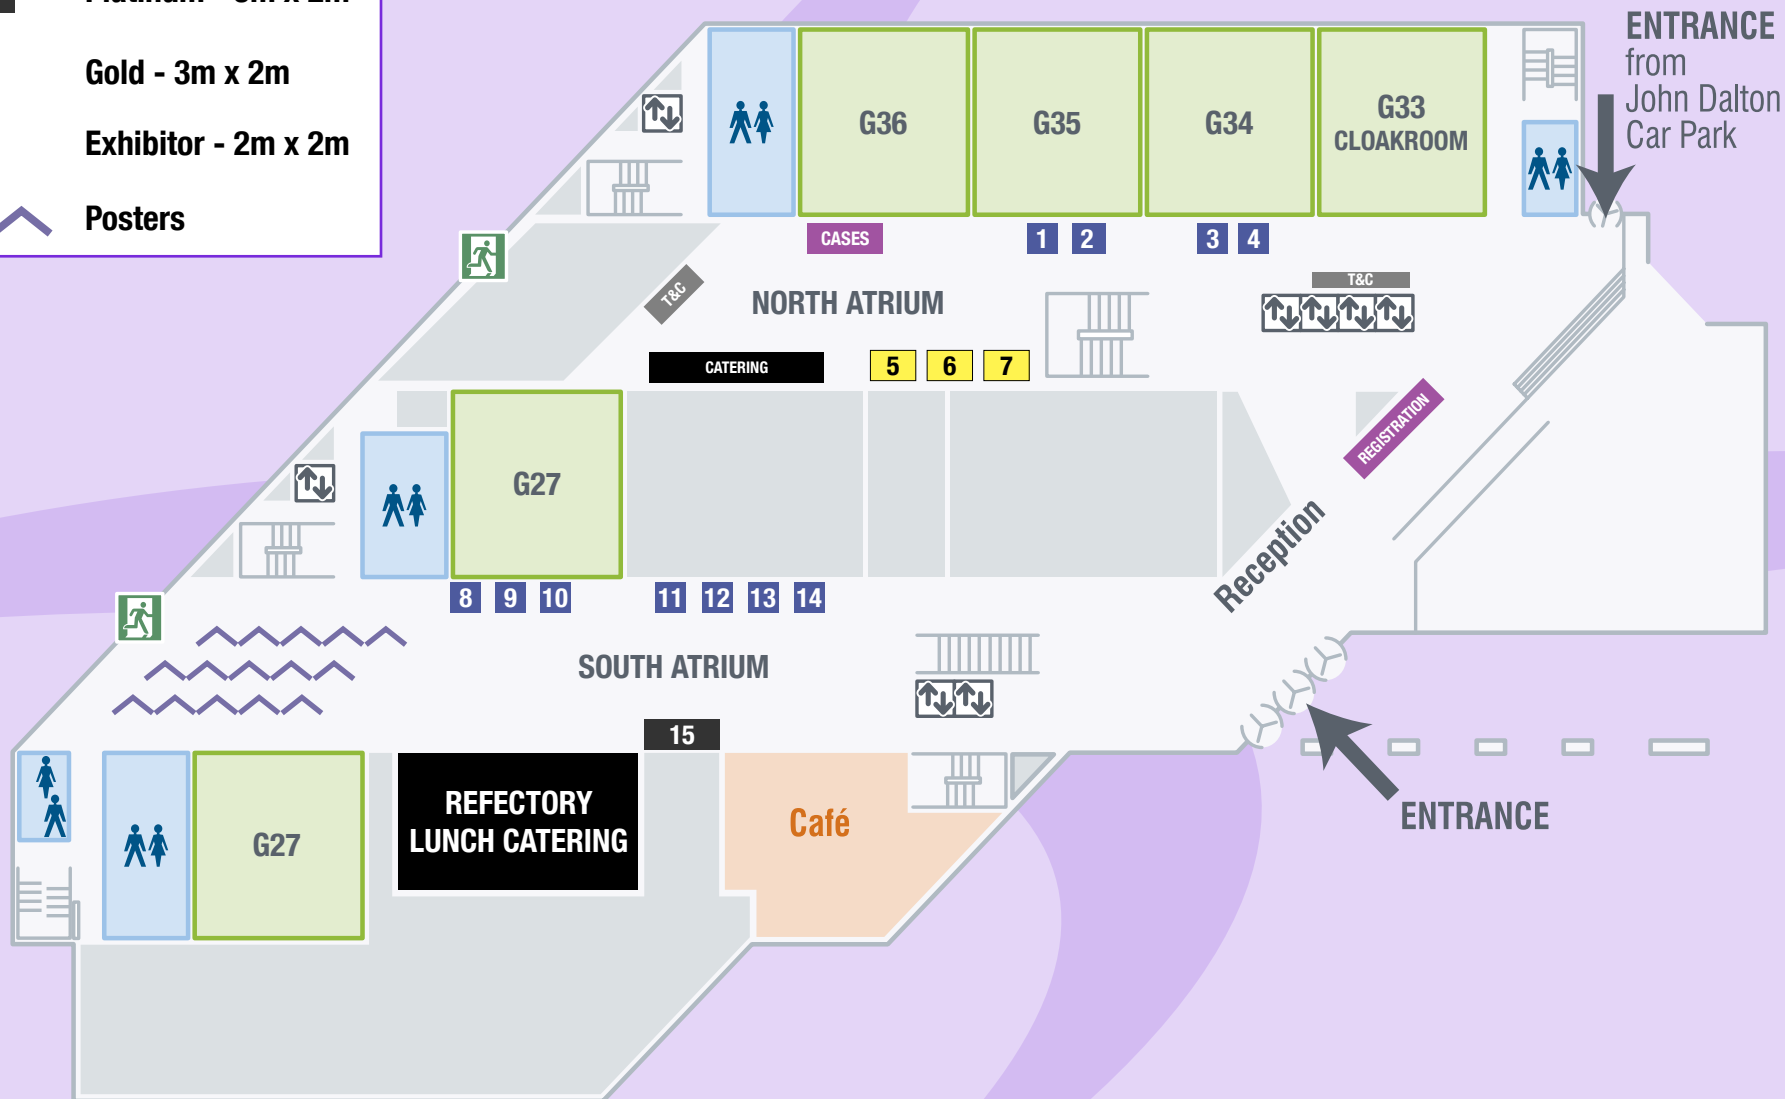 Gold - 3m x 2m
Exhibitor - 2m x 2m
Posters
ENTRANCE
from
John Dalton
Car Park
G36
G35
G34
G33
CLOAKROOM
CASES
1
2
3
4
T&C
T&C
NORTH ATRIUM
CATERING
5
6
7
REGISTRATION
G27
Reception
8
9
10
11
12
13
14
SOUTH ATRIUM
15
REFECTORY
LUNCH CATERING
Café
G27
ENTRANCE